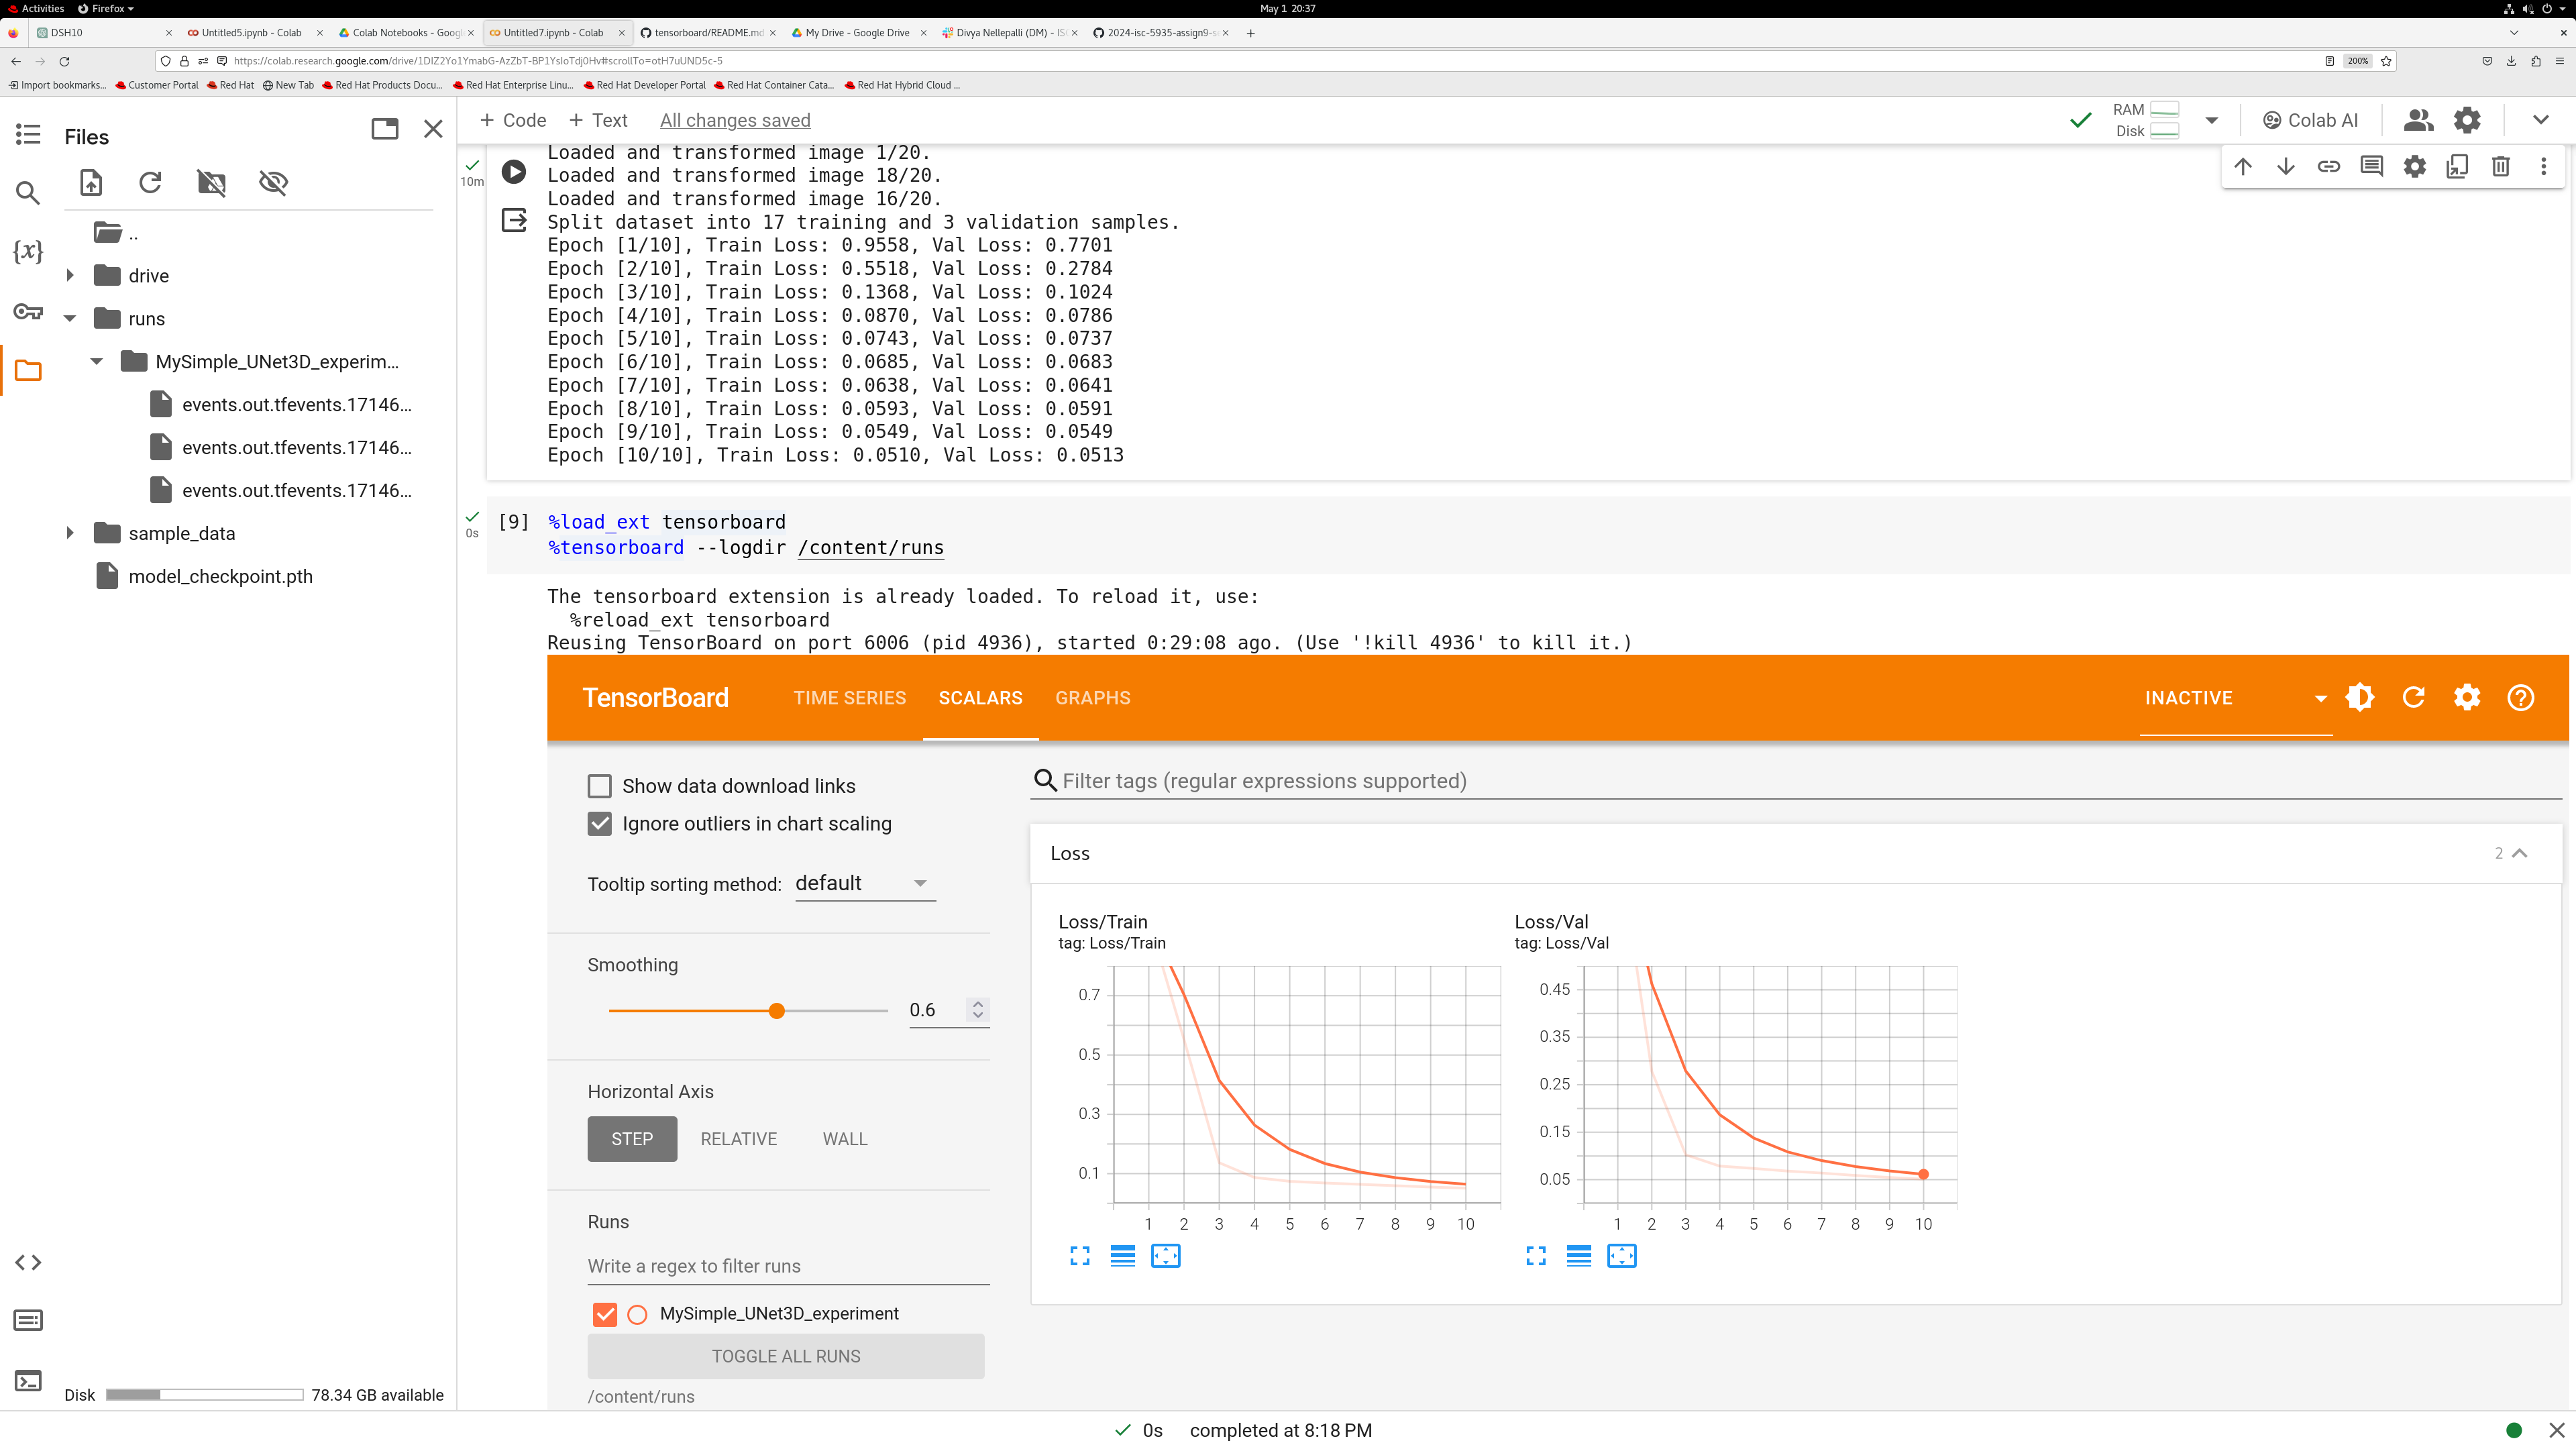 Activities Firefox May 1 20:37
DSH10 Untitled5.ipynb - Colab Colab Notebooks - Googl Untitled7.ipynb - Colab tensorboard/README.md My Drive - Google Drive Divya Nellepalli (DM) - IS 2024-isc-5935-assign9-s
https://colab.research.google.com/drive/1DIZ2Yo1YmabG-AzZbT-BP1YsIoTdj0Hv#scrollTo=otH7uUND5c-5 200%
Import bookmarks... Customer Portal Red Hat New Tab Red Hat Products Docu... Red Hat Enterprise Linu... Red Hat Developer Portal Red Hat Container Cata... Red Hat Hybrid Cloud ...
Files
+ Code + Text All changes saved
RAM
Disk
Colab AI
..
drive
runs
MySimple_UNet3D_experim...
events.out.tfevents.17146...
events.out.tfevents.17146...
events.out.tfevents.17146...
sample_data
model_checkpoint.pth
Disk 78.34 GB available
10m
Loaded and transformed image 1/20.
Loaded and transformed image 18/20.
Loaded and transformed image 16/20.
Split dataset into 17 training and 3 validation samples.
Epoch [1/10], Train Loss: 0.9558, Val Loss: 0.7701
Epoch [2/10], Train Loss: 0.5518, Val Loss: 0.2784
Epoch [3/10], Train Loss: 0.1368, Val Loss: 0.1024
Epoch [4/10], Train Loss: 0.0870, Val Loss: 0.0786
Epoch [5/10], Train Loss: 0.0743, Val Loss: 0.0737
Epoch [6/10], Train Loss: 0.0685, Val Loss: 0.0683
Epoch [7/10], Train Loss: 0.0638, Val Loss: 0.0641
Epoch [8/10], Train Loss: 0.0593, Val Loss: 0.0591
Epoch [9/10], Train Loss: 0.0549, Val Loss: 0.0549
Epoch [10/10], Train Loss: 0.0510, Val Loss: 0.0513
0s
[9] %load_ext tensorboard
%tensorboard --logdir /content/runs
The tensorboard extension is already loaded. To reload it, use:
%reload_ext tensorboard
Reusing TensorBoard on port 6006 (pid 4936), started 0:29:08 ago. (Use '!kill 4936' to kill it.)
TensorBoard TIME SERIES SCALARS GRAPHS INACTIVE
Show data download links
Ignore outliers in chart scaling
Tooltip sorting method: default
Smoothing
0.6
Horizontal Axis
STEP RELATIVE WALL
Runs
Write a regex to filter runs
MySimple_UNet3D_experiment
TOGGLE ALL RUNS
/content/runs
Filter tags (regular expressions supported)
Loss 2
Loss/Train
tag: Loss/Train
0.7
0.5
0.3
0.1
1 2 3 4 5 6 7 8 9 10
Loss/Val
tag: Loss/Val
0.45
0.35
0.25
0.15
0.05
1 2 3 4 5 6 7 8 9 10
0s completed at 8:18 PM